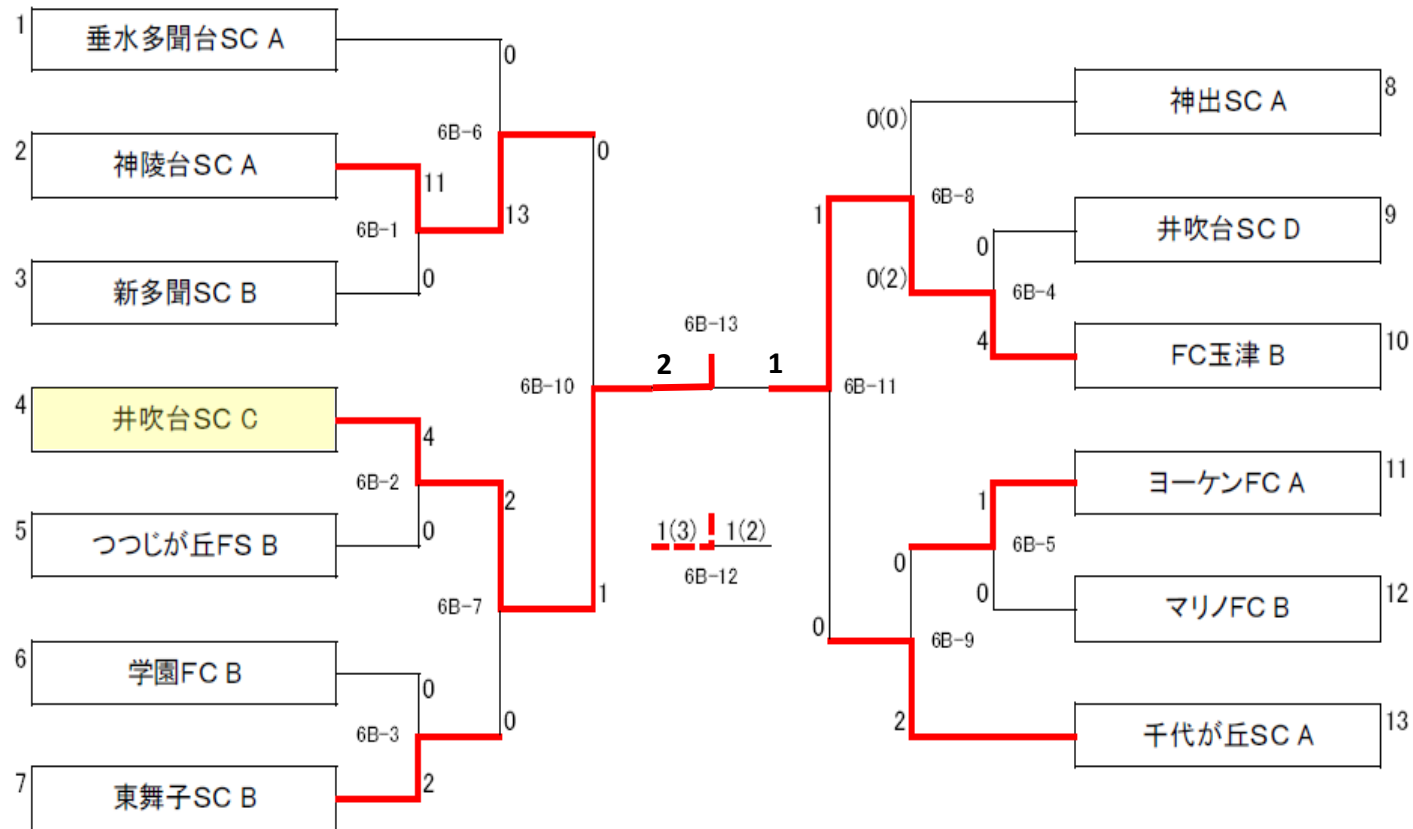 1
垂水多聞台SC A
0
6B-6
2
神陵台SC A
11
13
0
6B-1
3
新多聞SC B
0
4
井吹台SC C
4
6B-2
2
5
つつじが丘FS B
0
6B-10
6B-7
1
6
学園FC B
0
6B-3
0
7
東舞子SC B
2
6B-13
2
1
1(3)
1(2)
6B-12
0(0)
神出SC A
8
1
6B-8
0
井吹台SC D
9
0(2)
6B-4
4
FC玉津 B
10
6B-11
1
ヨーケンFC A
11
0
6B-5
0
マリノFC B
12
0
6B-9
2
千代が丘SC A
13